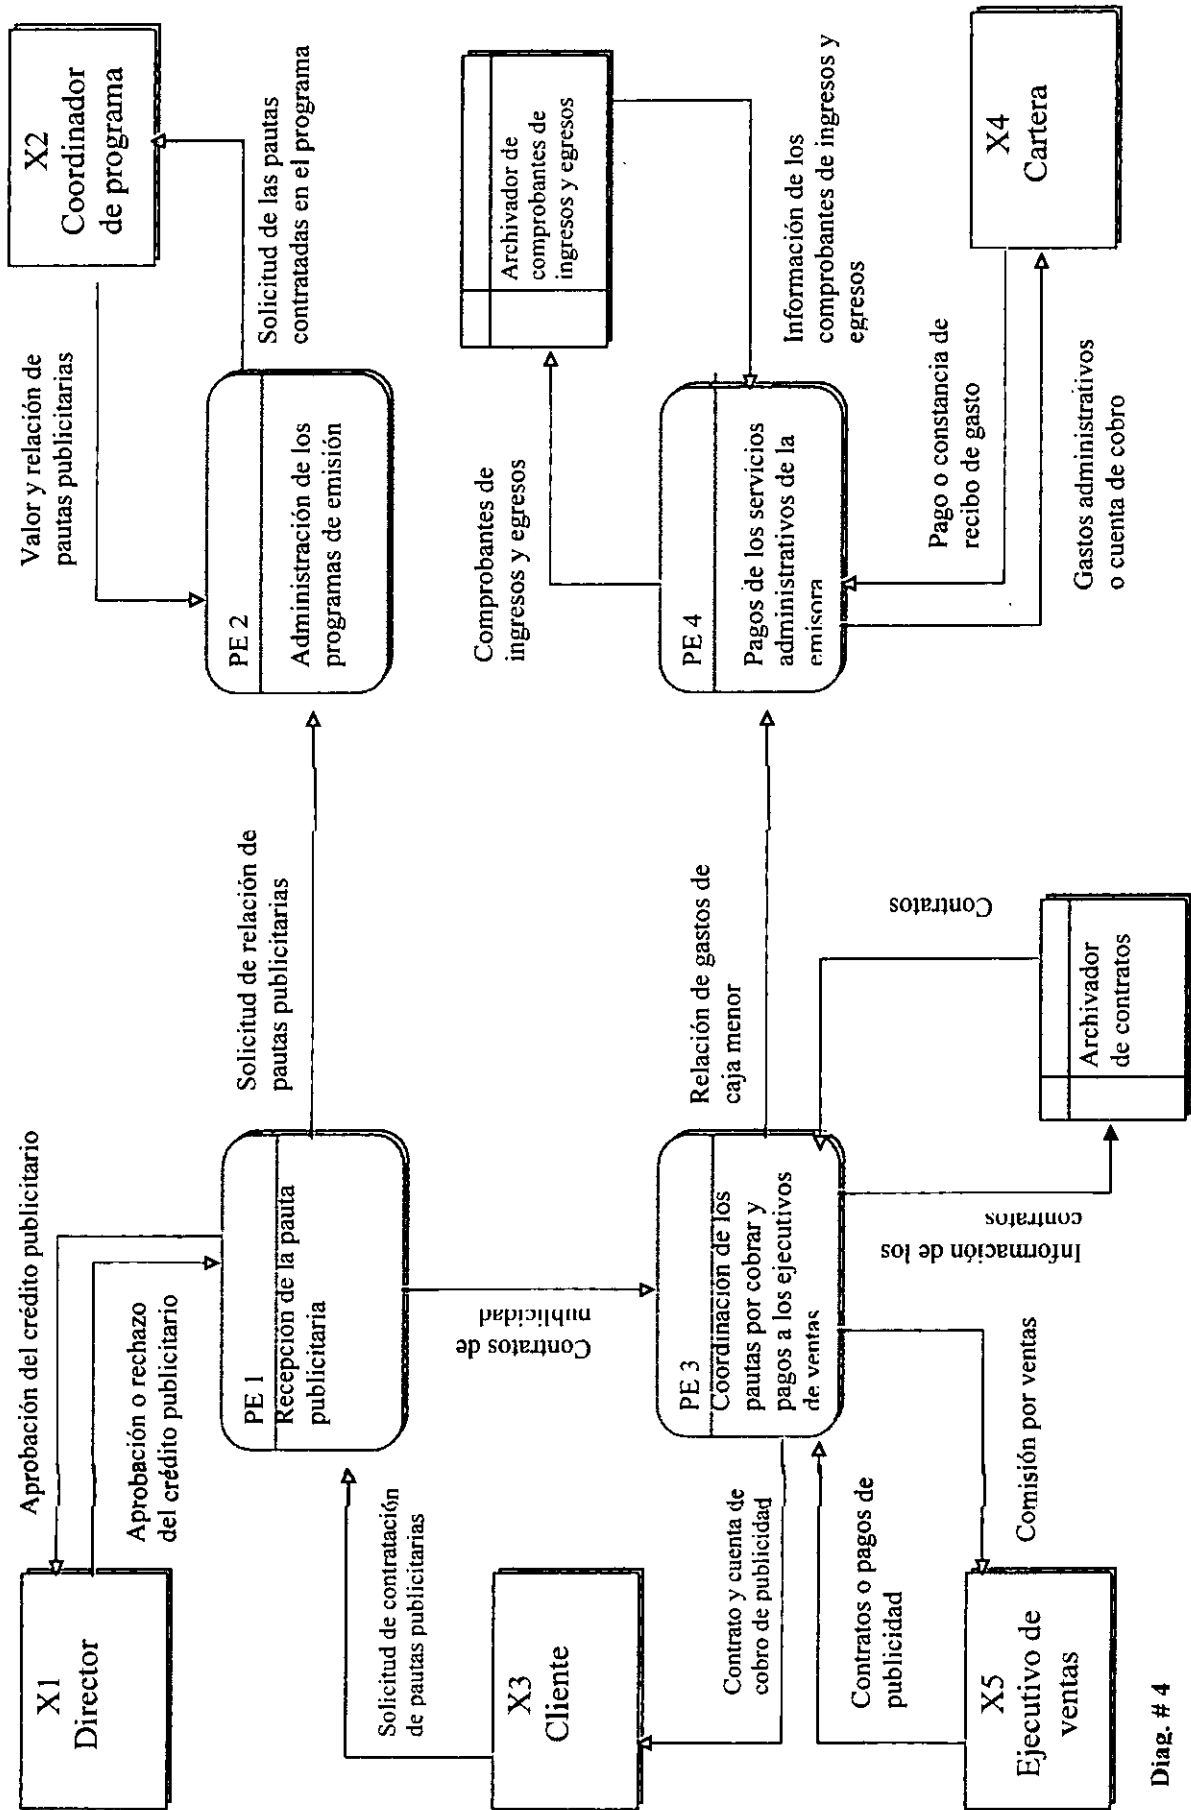 X1
Director
Aprobación del crédito publicitario
Aprobación o rechazo
del crédito publicitario
PE 1
Recepción de la pauta
publicitaria
Solicitud de relación de
pautas publicitarias
Valor y relación de
pautas publicitarias
PE 2
Administración de los
programas de emisión
Solicitud de las pautas
contratadas en el programa
X2
Coordinador
de programa
X3
Cliente
Solicitud de contratación
de pautas publicitarias
Contratos de
publicidad
Contrato y cuenta de
cobro de publicidad
PE 3
Coordinación de los
pautas por cobrar y
pagos a los ejecutivos
de ventas
Relación de gastos de
caja menor
Comprobantes de
ingresos y egresos
PE 4
Pagos de los servicios
administrativos de la
emisora
Archivador de
comprobantes de
ingresos y egresos
Información de los
comprobantes de ingresos y
egresos
X5
Ejecutivo de
ventas
Contratos o pagos de
publicidad
Comisión por ventas
Información de los
contratos
Archivador
de contratos
Contratos
Pago o constancia de
recibo de gasto
Gastos administrativos
o cuenta de cobro
X4
Cartera
Diag. # 4